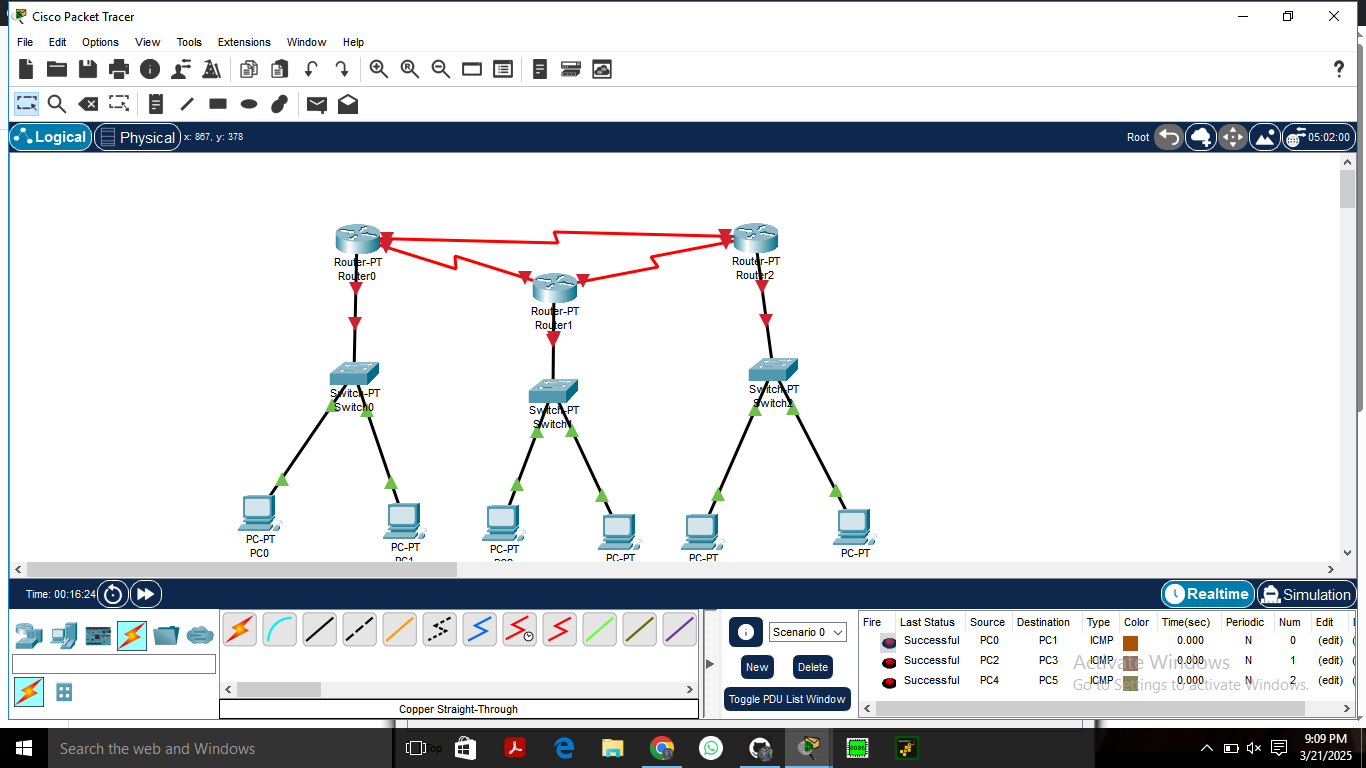 Cisco Packet Tracer
File Edit Options View Tools Extensions Window Help
Logical Physical x: 867, y: 378 Root 05:02:00
Router-PT
Router0
Router-PT
Router2
Router-PT
Router1
Switch-PT
Switch0
Switch-PT
Switch1
Switch-PT
Switch2
PC-PT
PC0
PC-PT
PC1
PC-PT
PC-PT
PC-PT
PC-PT
Time: 00:16:24 Realtime Simulation
Scenario 0
New Delete
Toggle PDU List Window
Copper Straight-Through
Fire Last Status Source Destination Type Color Time(sec) Periodic Num Edit
Successful PC0 PC1 ICMP 0.000 N 0 (edit)
Successful PC2 PC3 ICMP 0.000 N 1 (edit)
Successful PC4 PC5 ICMP 0.000 N 2 (edit)
Activate Windows
Go to Settings to activate Windows.
Search the web and Windows
Top
9:09 PM
3/21/2025